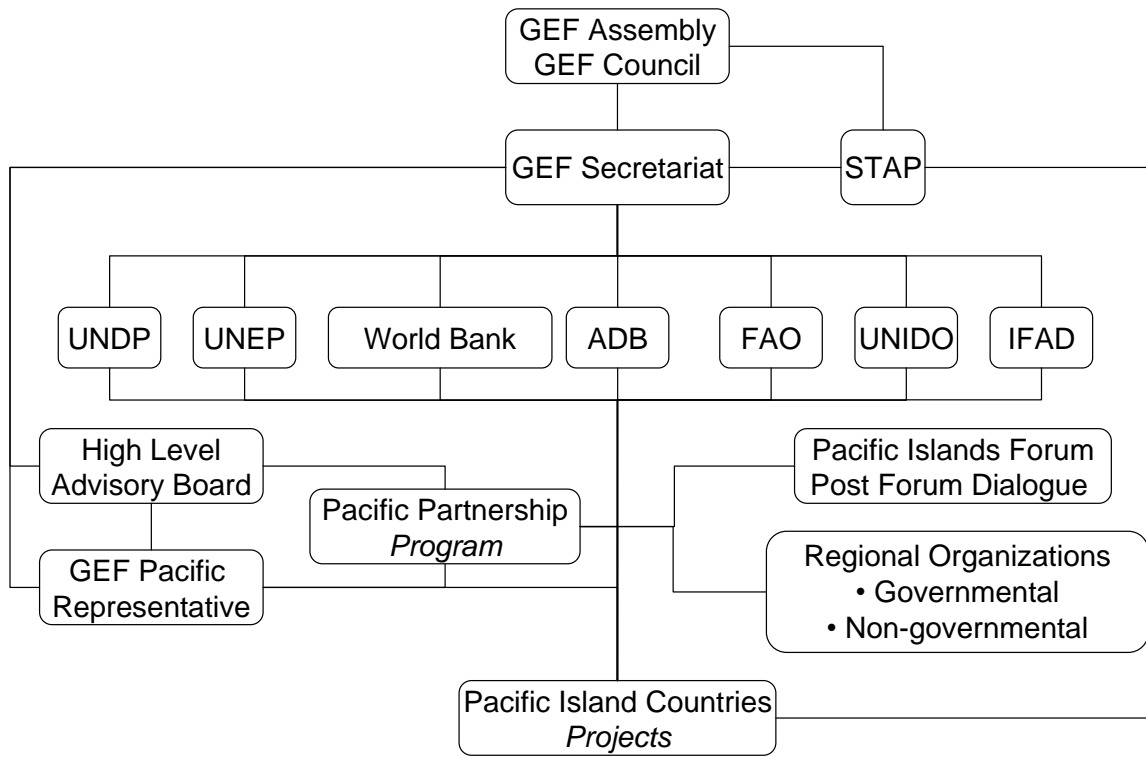 GEF Assembly
GEF Council
GEF Secretariat
STAP
UNDP
UNEP
World Bank
ADB
FAO
UNIDO
IFAD
High Level
Advisory Board
Pacific Islands Forum
Post Forum Dialogue
Pacific Partnership
Program
GEF Pacific
Representative
Regional Organizations
• Governmental
• Non-governmental
Pacific Island Countries
Projects